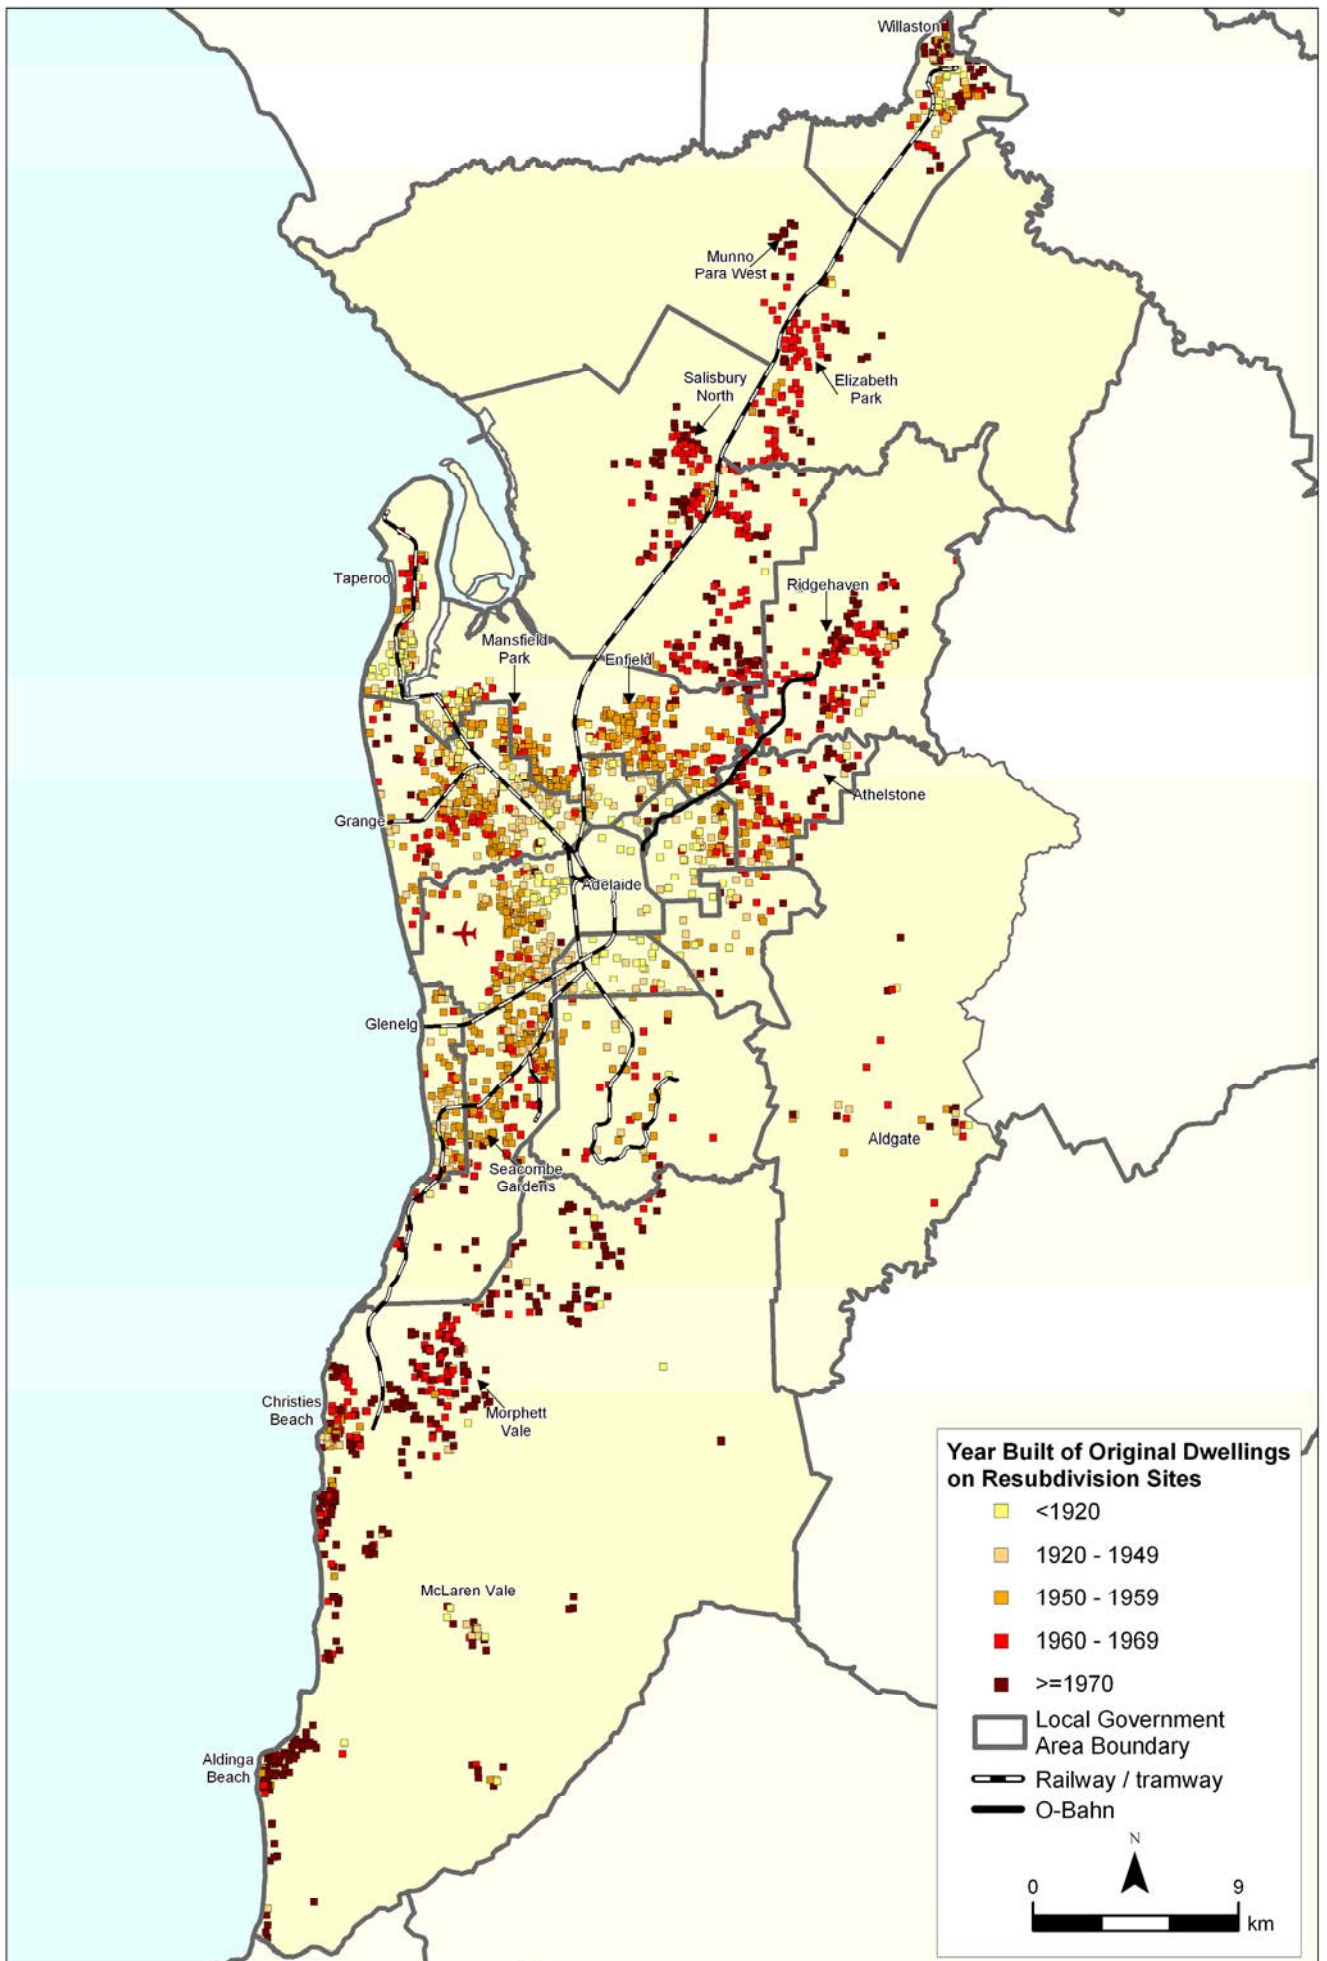 Willaston
Munno
Para West
Elizabeth
Park
Salisbury
North
Taperoo
Ridgehaven
Mansfield
Park
Enfield
Athelstone
Grange
Adelaide
Glenelg
Aldgate
Seacombe
Gardens
Christies
Beach
Morphett
Vale
McLaren Vale
Aldinga
Beach
Year Built of Original Dwellings
on Resubdivision Sites
<1920
1920 - 1949
1950 - 1959
1960 - 1969
>=1970
Local Government
Area Boundary
Railway / tramway
O-Bahn
N
0 9
km